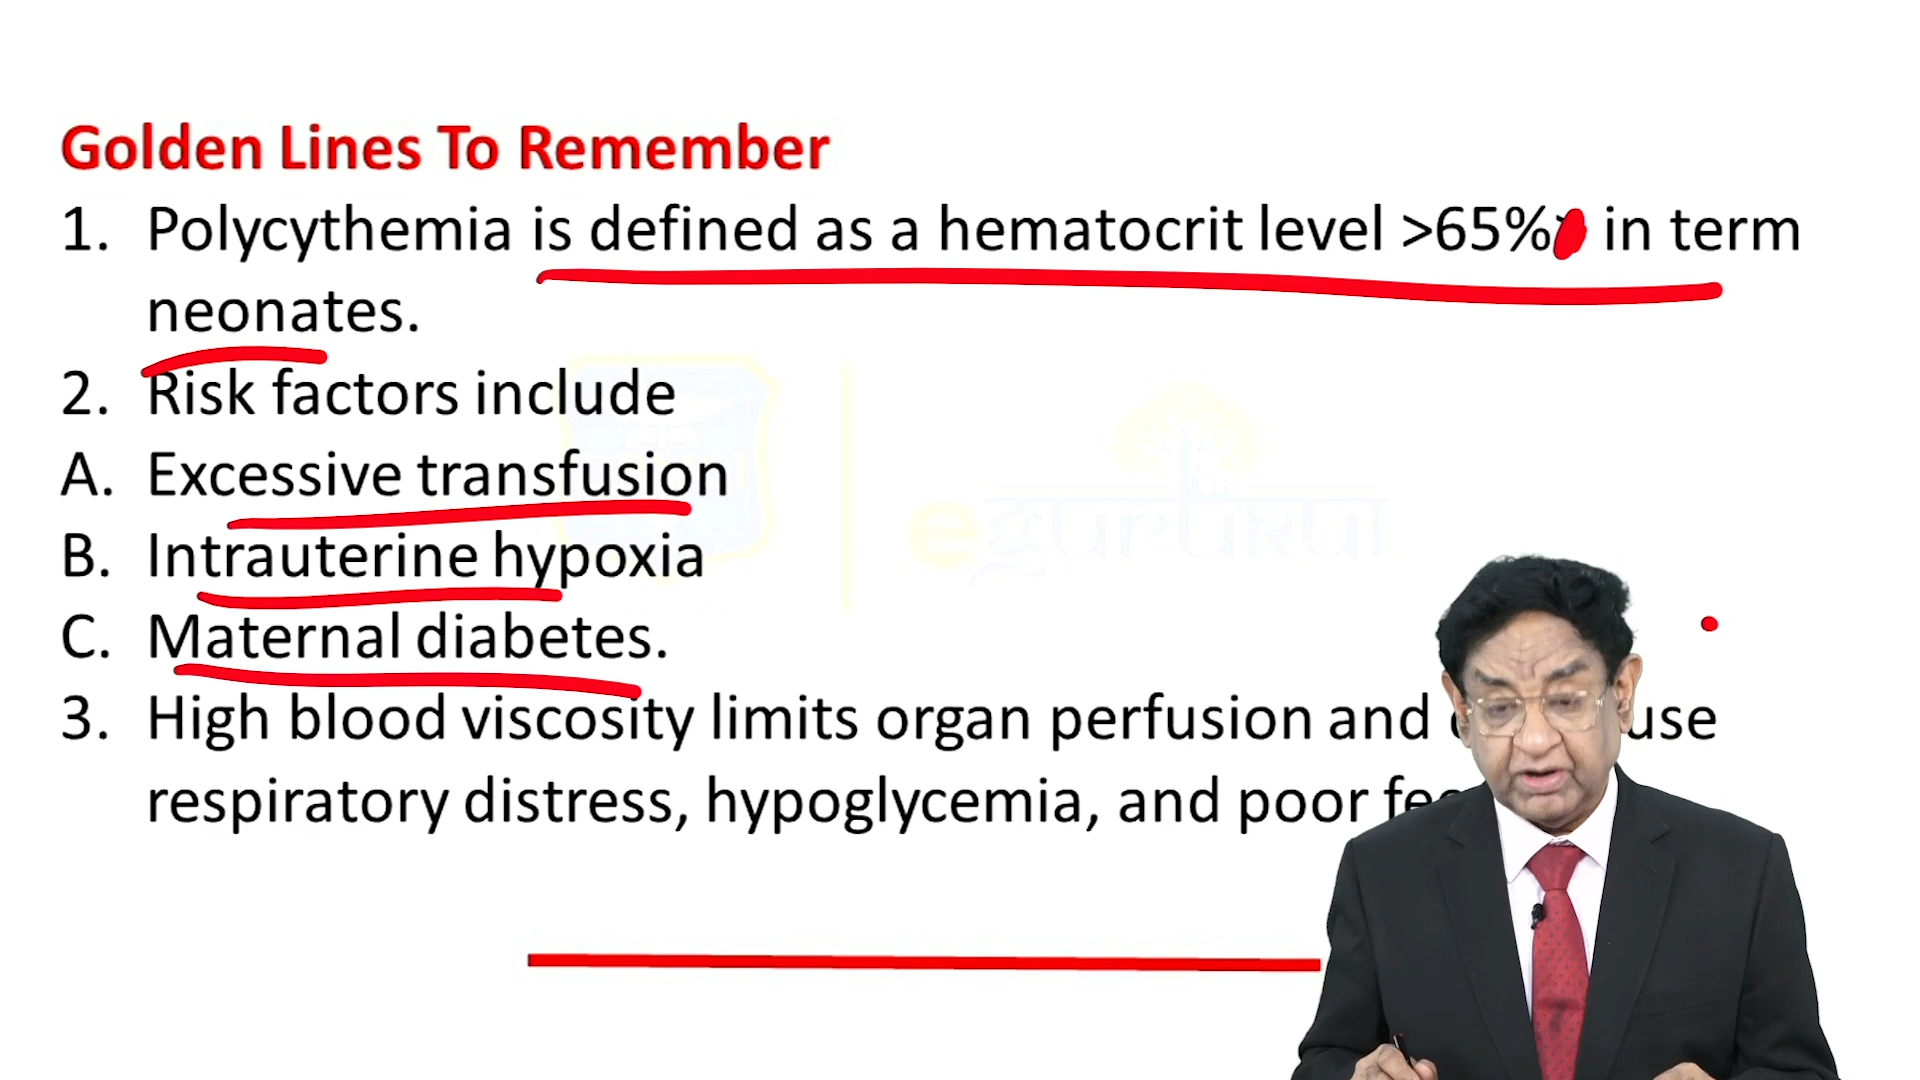 Golden Lines To Remember
1. Polycythemia is defined as a hematocrit level >65% in term
neonates.
2. Risk factors include
A. Excessive transfusion
B. Intrauterine hypoxia
C. Maternal diabetes.
3. High blood viscosity limits organ perfusion and
respiratory distress, hypoglycemia, and poor
egurukul